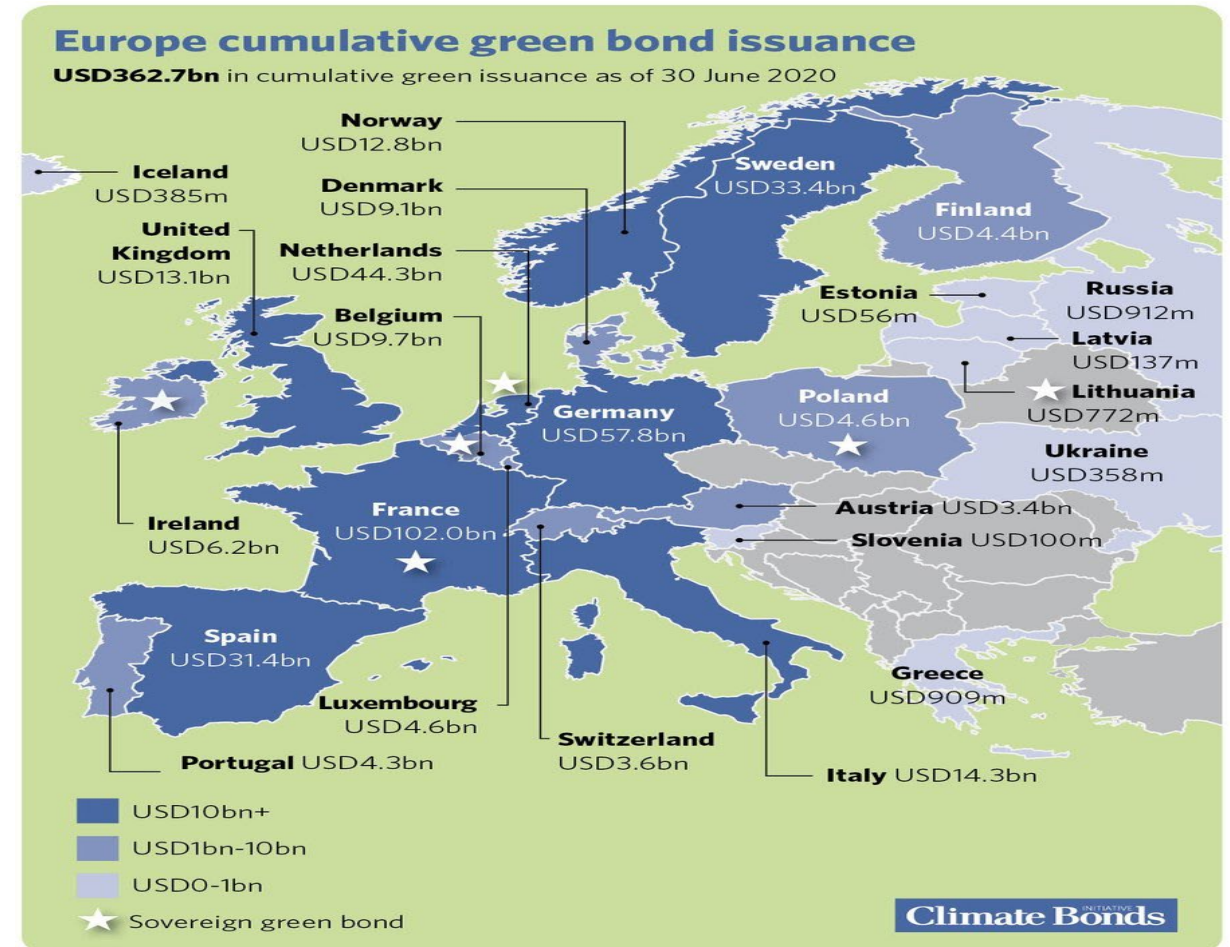 Europe cumulative green bond issuance
USD362.7bn in cumulative green issuance as of 30 June 2020
Norway
USD12.8bn
Sweden
USD33.4bn
Iceland
USD385m
Denmark
USD9.1bn
Finland
USD4.4bn
United
Kingdom
USD13.1bn
Netherlands
USD44.3bn
Estonia
USD56m
Russia
USD912m
Belgium
USD9.7bn
Latvia
USD137m
Lithuania
USD772m
Germany
USD57.8bn
Poland
USD4.6bn
Ukraine
USD358m
France
USD102.0bn
Ireland
USD6.2bn
Austria USD3.4bn
Slovenia USD100m
Spain
USD31.4bn
Greece
USD909m
Luxembourg
USD4.6bn
Switzerland
USD3.6bn
Portugal USD4.3bn
Italy USD14.3bn
USD10bn+
USD1bn-10bn
USD0-1bn
Sovereign green bond
Climate Bonds
INITIATIVE